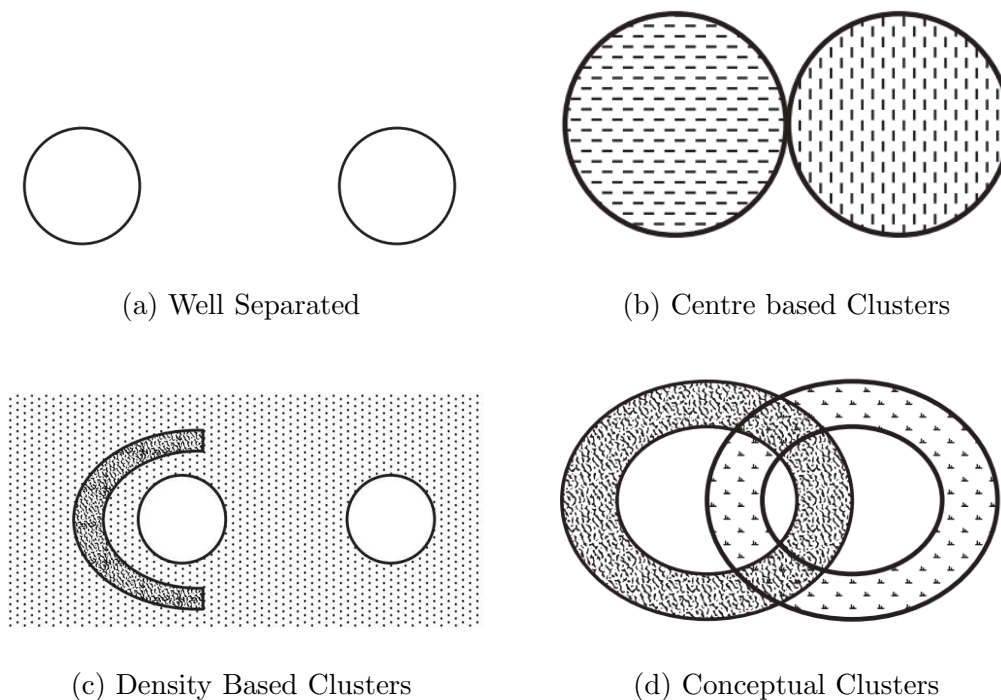 (a) Well Separated
(b) Centre based Clusters
(c) Density Based Clusters
(d) Conceptual Clusters